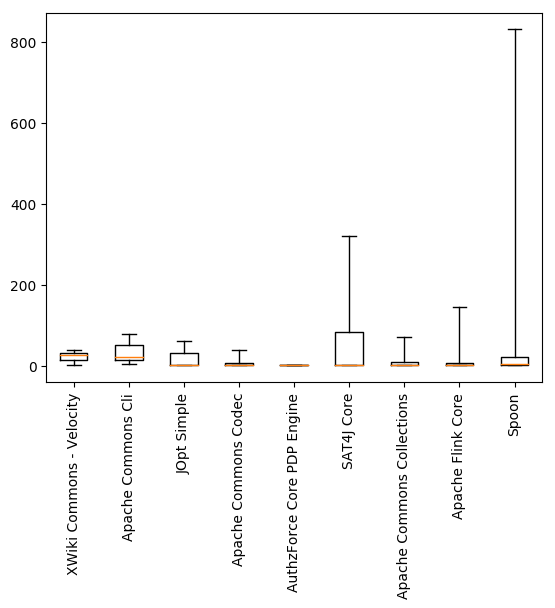 800
600
400
200
0
XWiki Commons - Velocity
Apache Commons Cli
JOpt Simple
Apache Commons Codec
AuthzForce Core PDP Engine
SAT4J Core
Apache Commons Collections
Apache Flink Core
Spoon